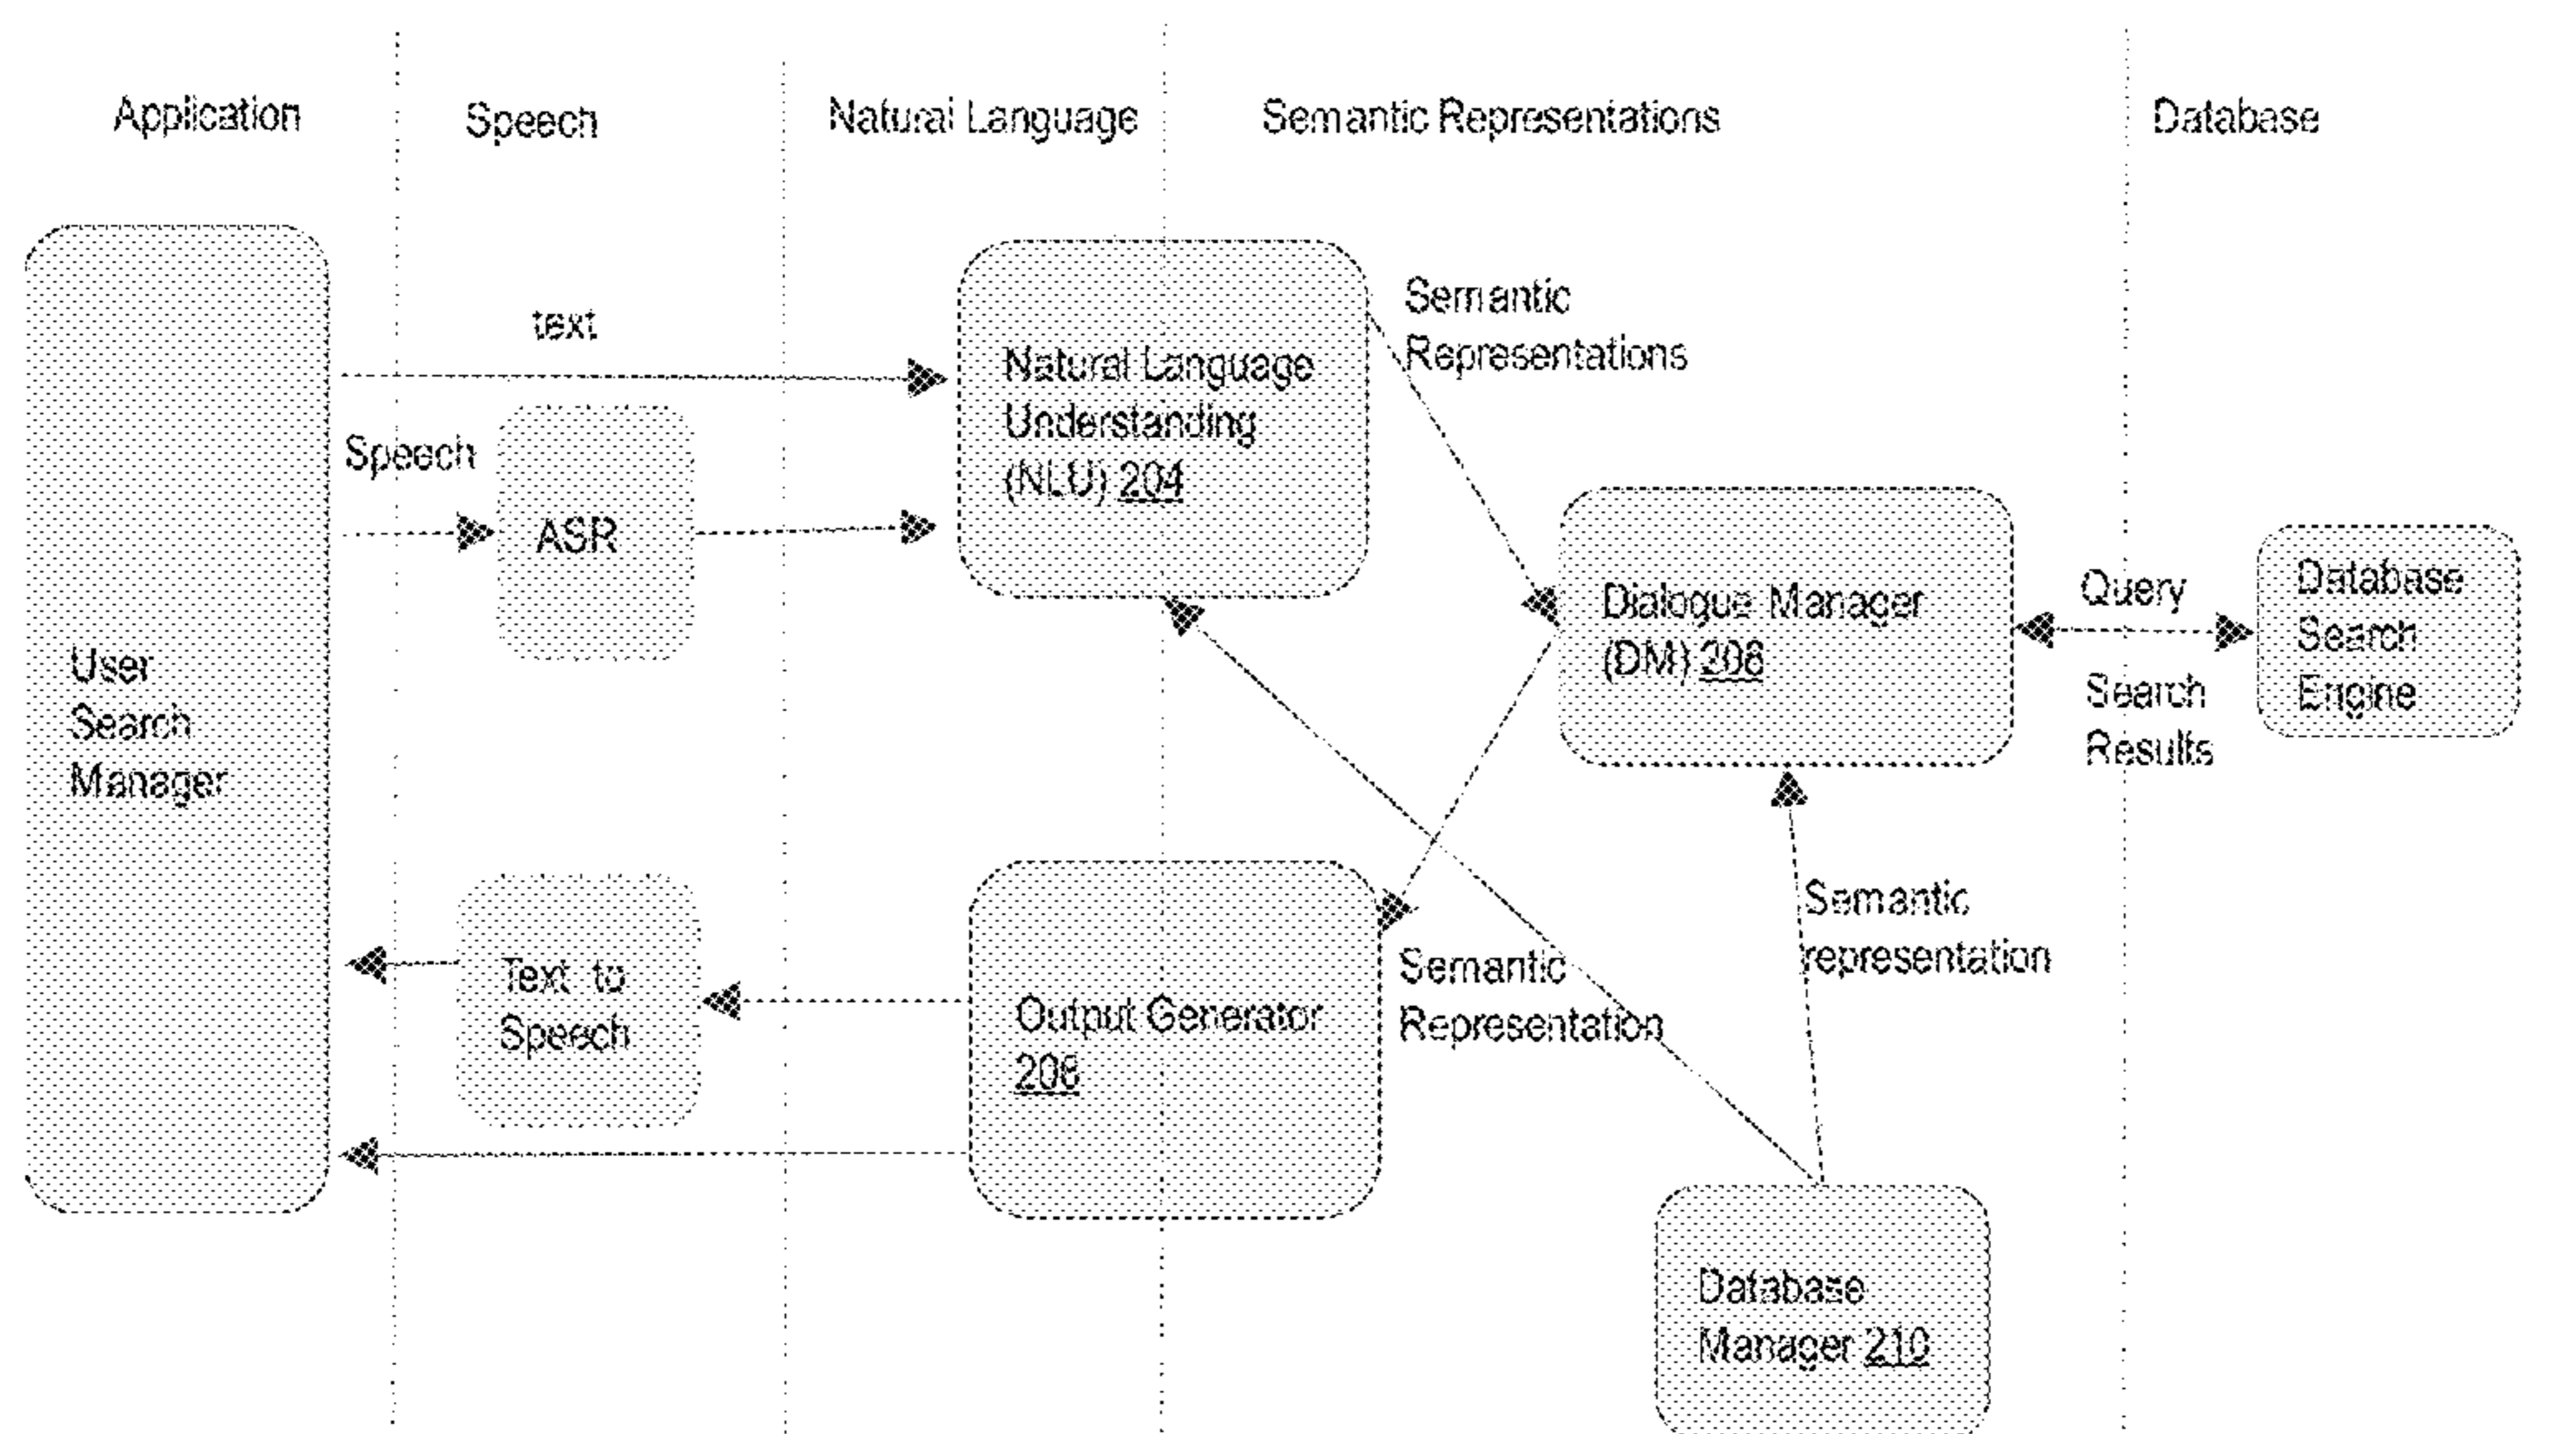 Application
Speech
Natural Language
Semantic Representations
Database
text
Speech
ASR
User
Search
Manager
Natural Language
Understanding
(NLU) 204
Semantic
Representations
Dialogue Manager
(DM) 206
Query
Search
Results
Database
Search
Engine
Text to
Speech
Output Generator
208
Semantic
Representation
Semantic
representation
Database
Manager 210